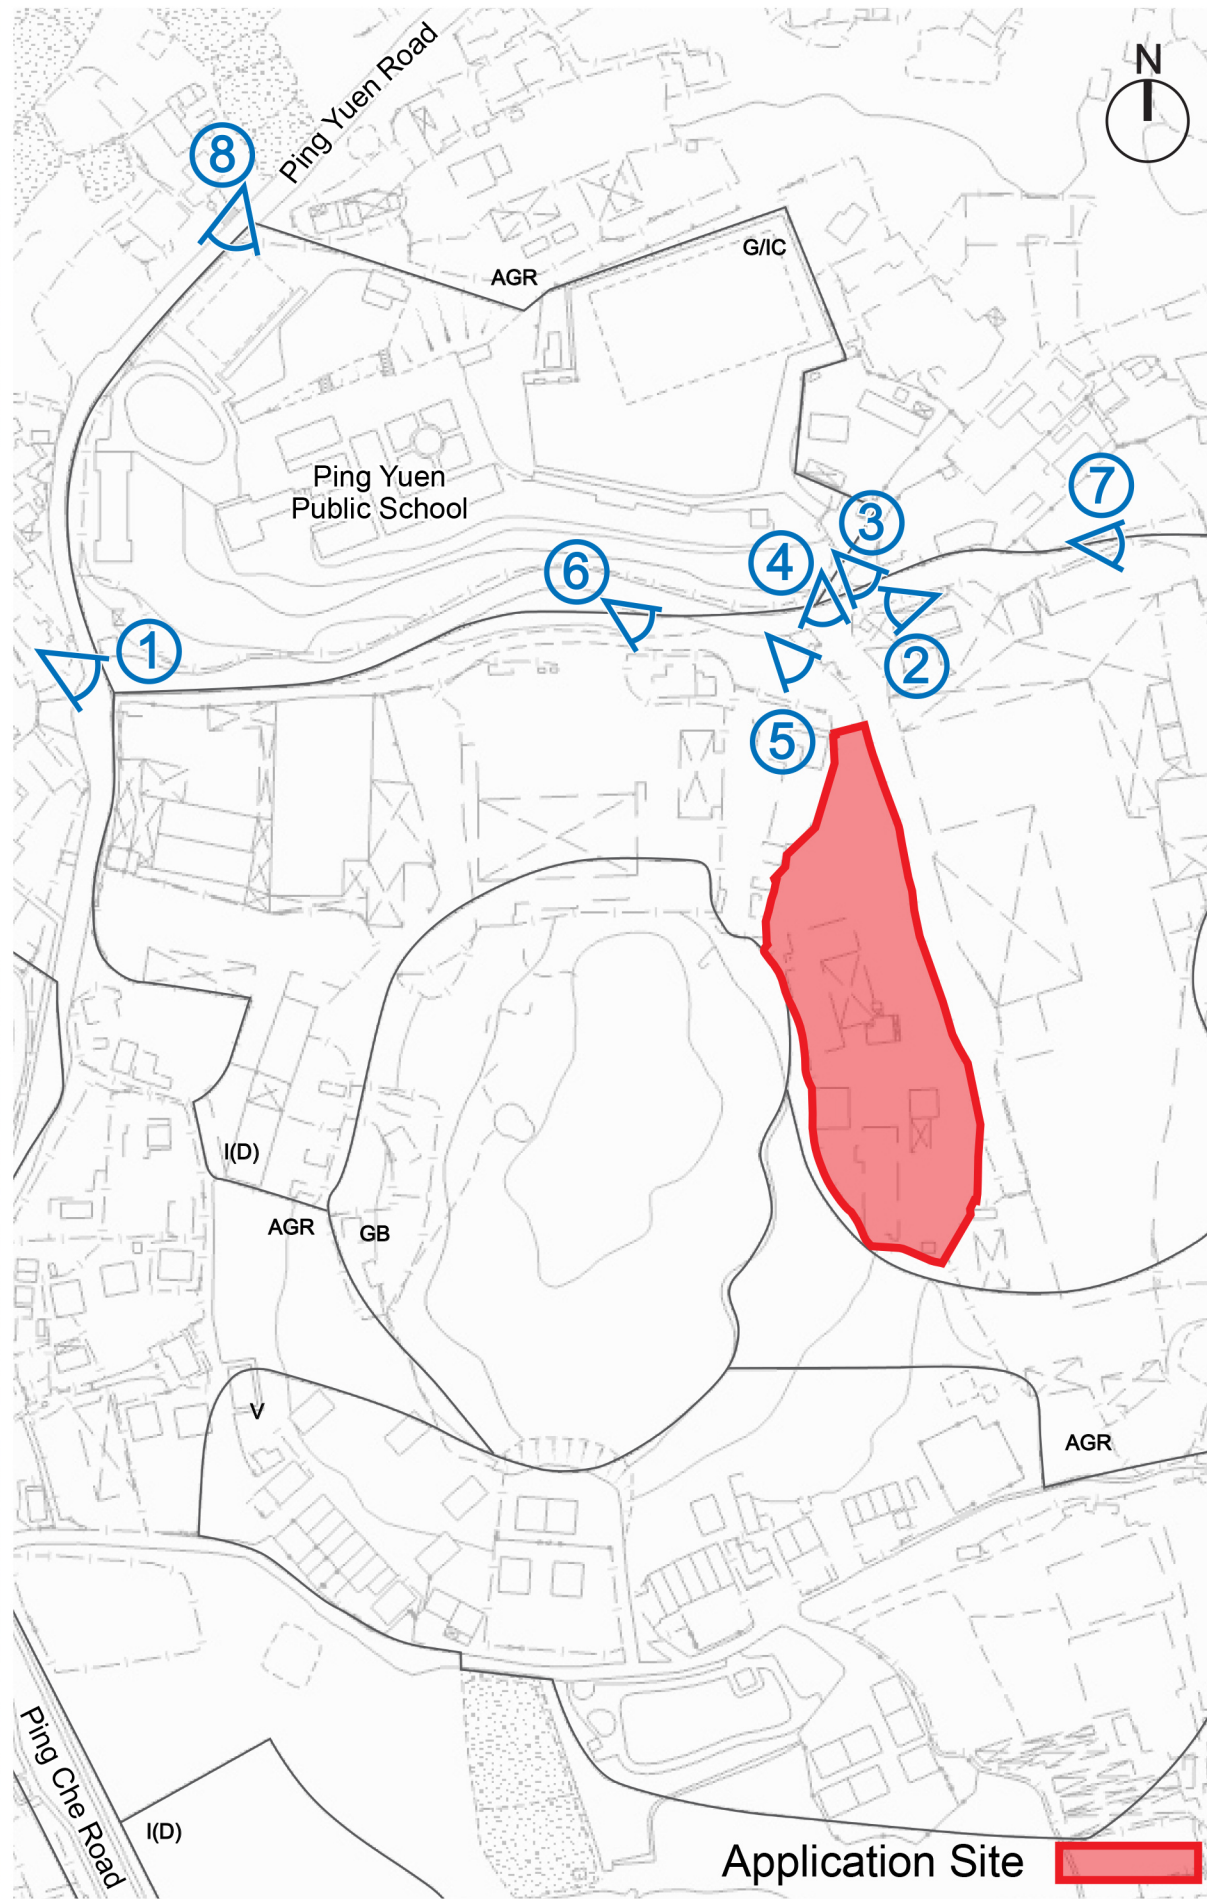 N
Ping Yuen Road
8
G/IC
AGR
Ping Yuen
Public School
7
3
4
6
1
2
5
I(D)
AGR
GB
V
AGR
Ping Che Road
I(D)
Application Site